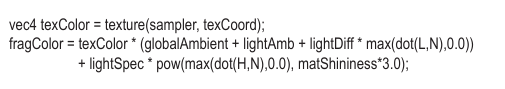 vec4 texColor = texture(sampler, texCoord);
fragColor = texColor * (globalAmbient + lightAmb + lightDiff * max(dot(L,N),0.0))
+ lightSpec * pow(max(dot(H,N),0.0), matShininess*3.0);